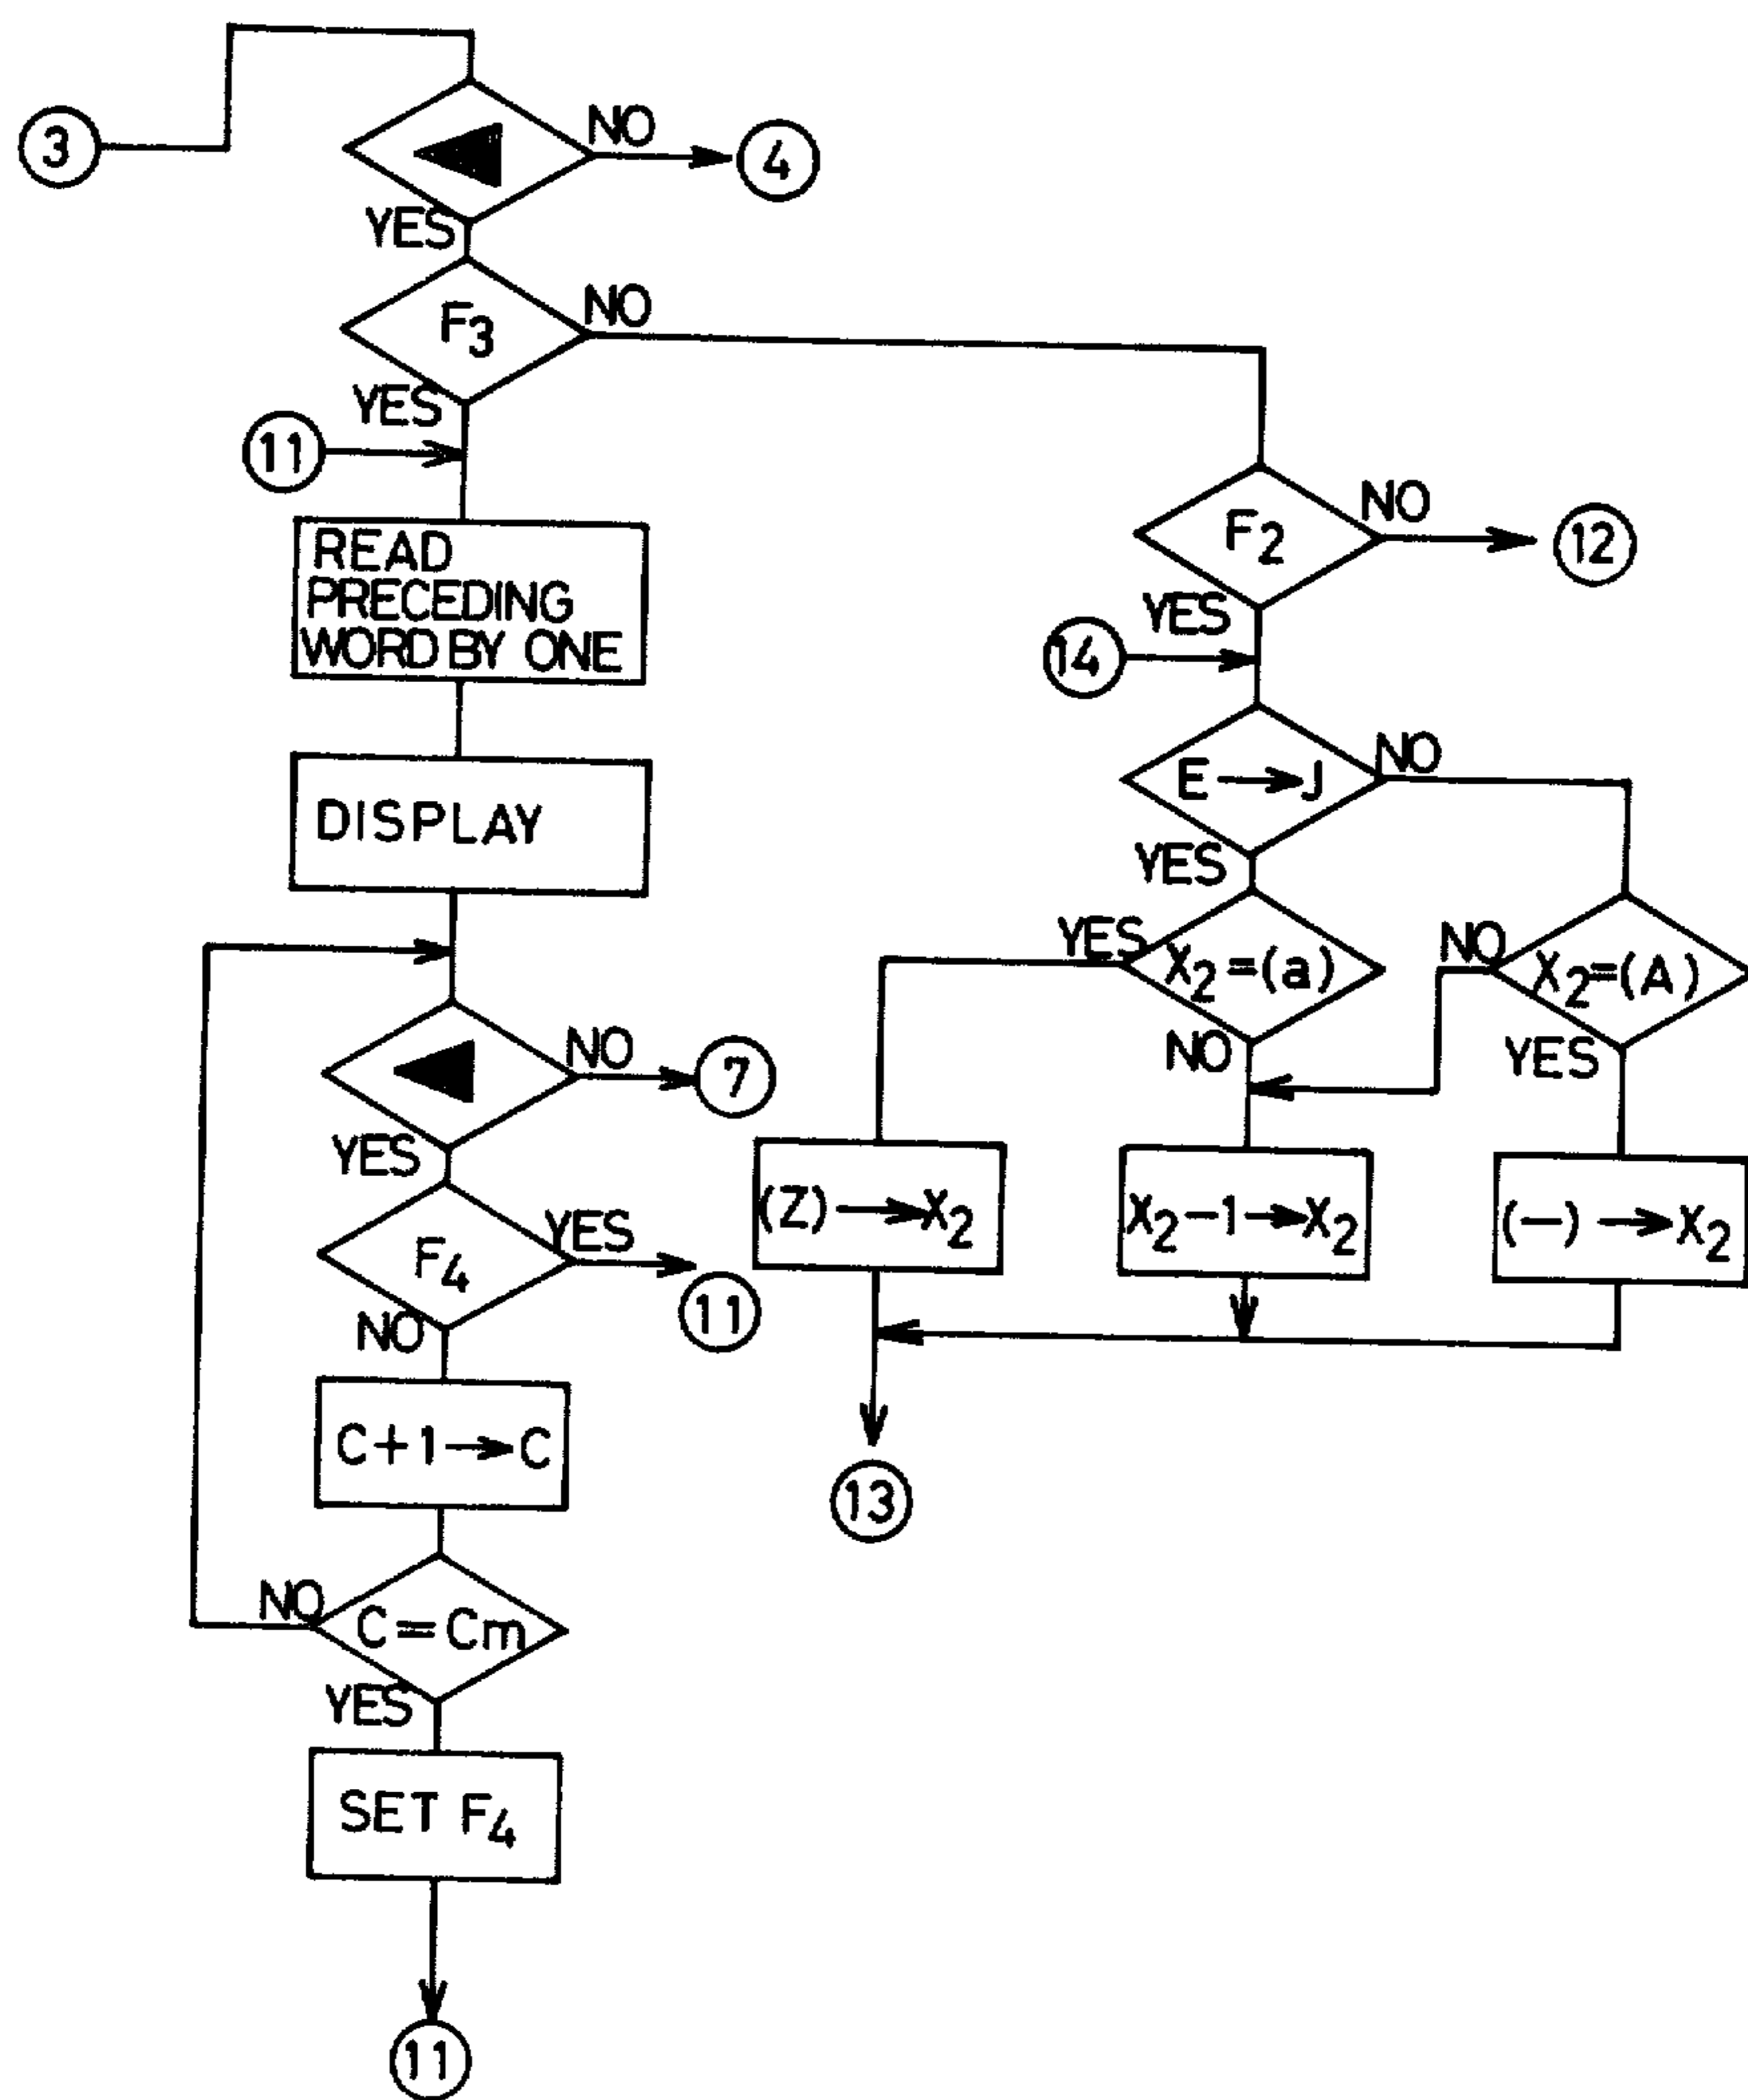 3
NO
4
YES
F3
NO
YES
11
READ
PRECEDING
WORD BY ONE
F2
NO
12
YES
14
DISPLAY
E→J
NO
YES
YES
X2=(a)
NO
NO
X2=(A)
YES
NO
7
YES
(Z)→X2
X2-1→X2
(—)→X2
F4
YES
11
NO
C+1→C
13
NO
C=Cm
YES
SET F4
11